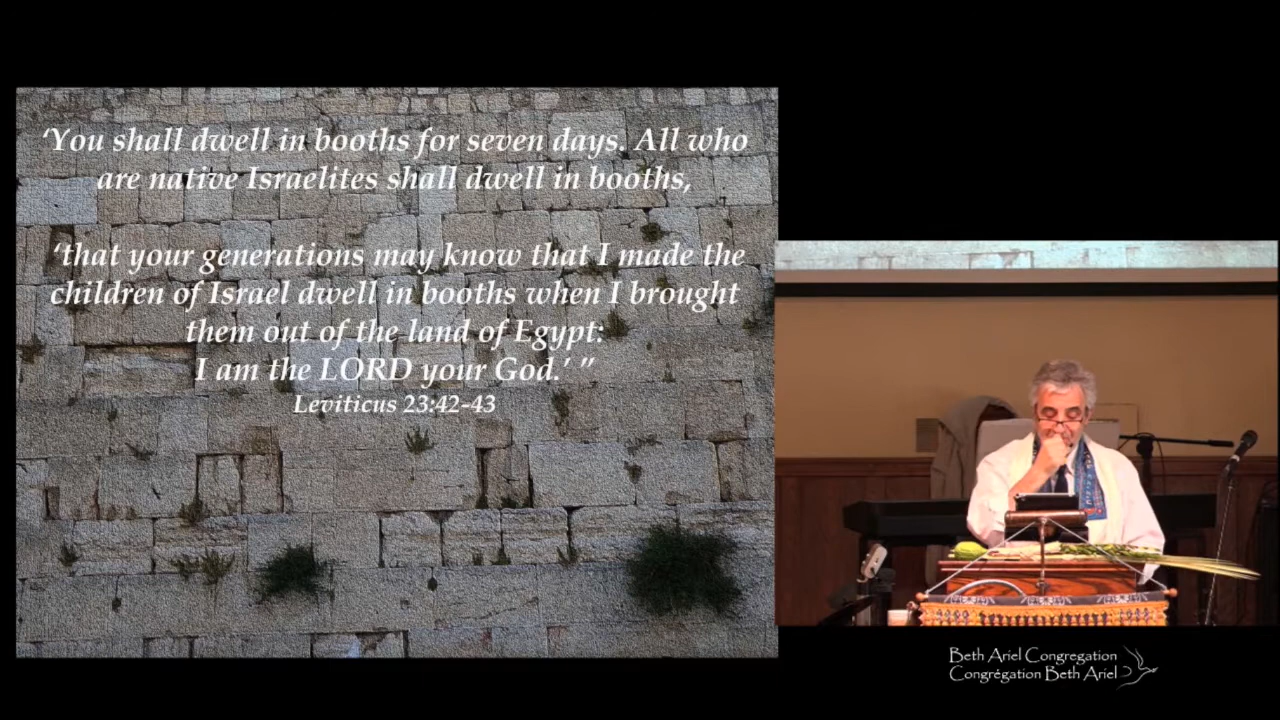 ‘You shall dwell in booths for seven days. All who
are native Israelites shall dwell in booths,
‘that your generations may know that I made the
children of Israel dwell in booths when I brought
them out of the land of Egypt:
I am the LORD your God.’ ”
Leviticus 23:42-43
Beth Ariel Congregation
Congrégation Beth Ariel